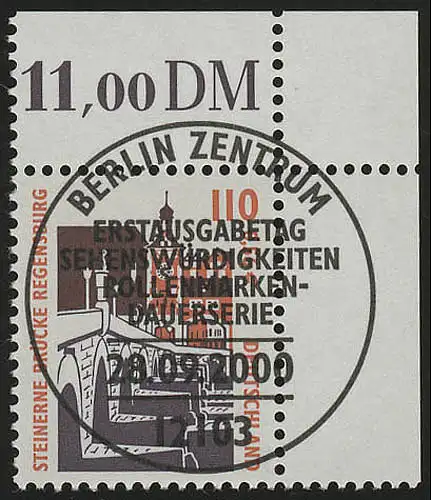 11,00 DM
BERLIN ZENTRUM
110
ERSTAUSGABETAG
SEHENSWÜRDIGKEITEN
ROLLENMARKEN-
DAUERSERIE
28.09.2000
12103
STEINERNE BRÜCKE REGENSBURG
DEUTSCHLAND